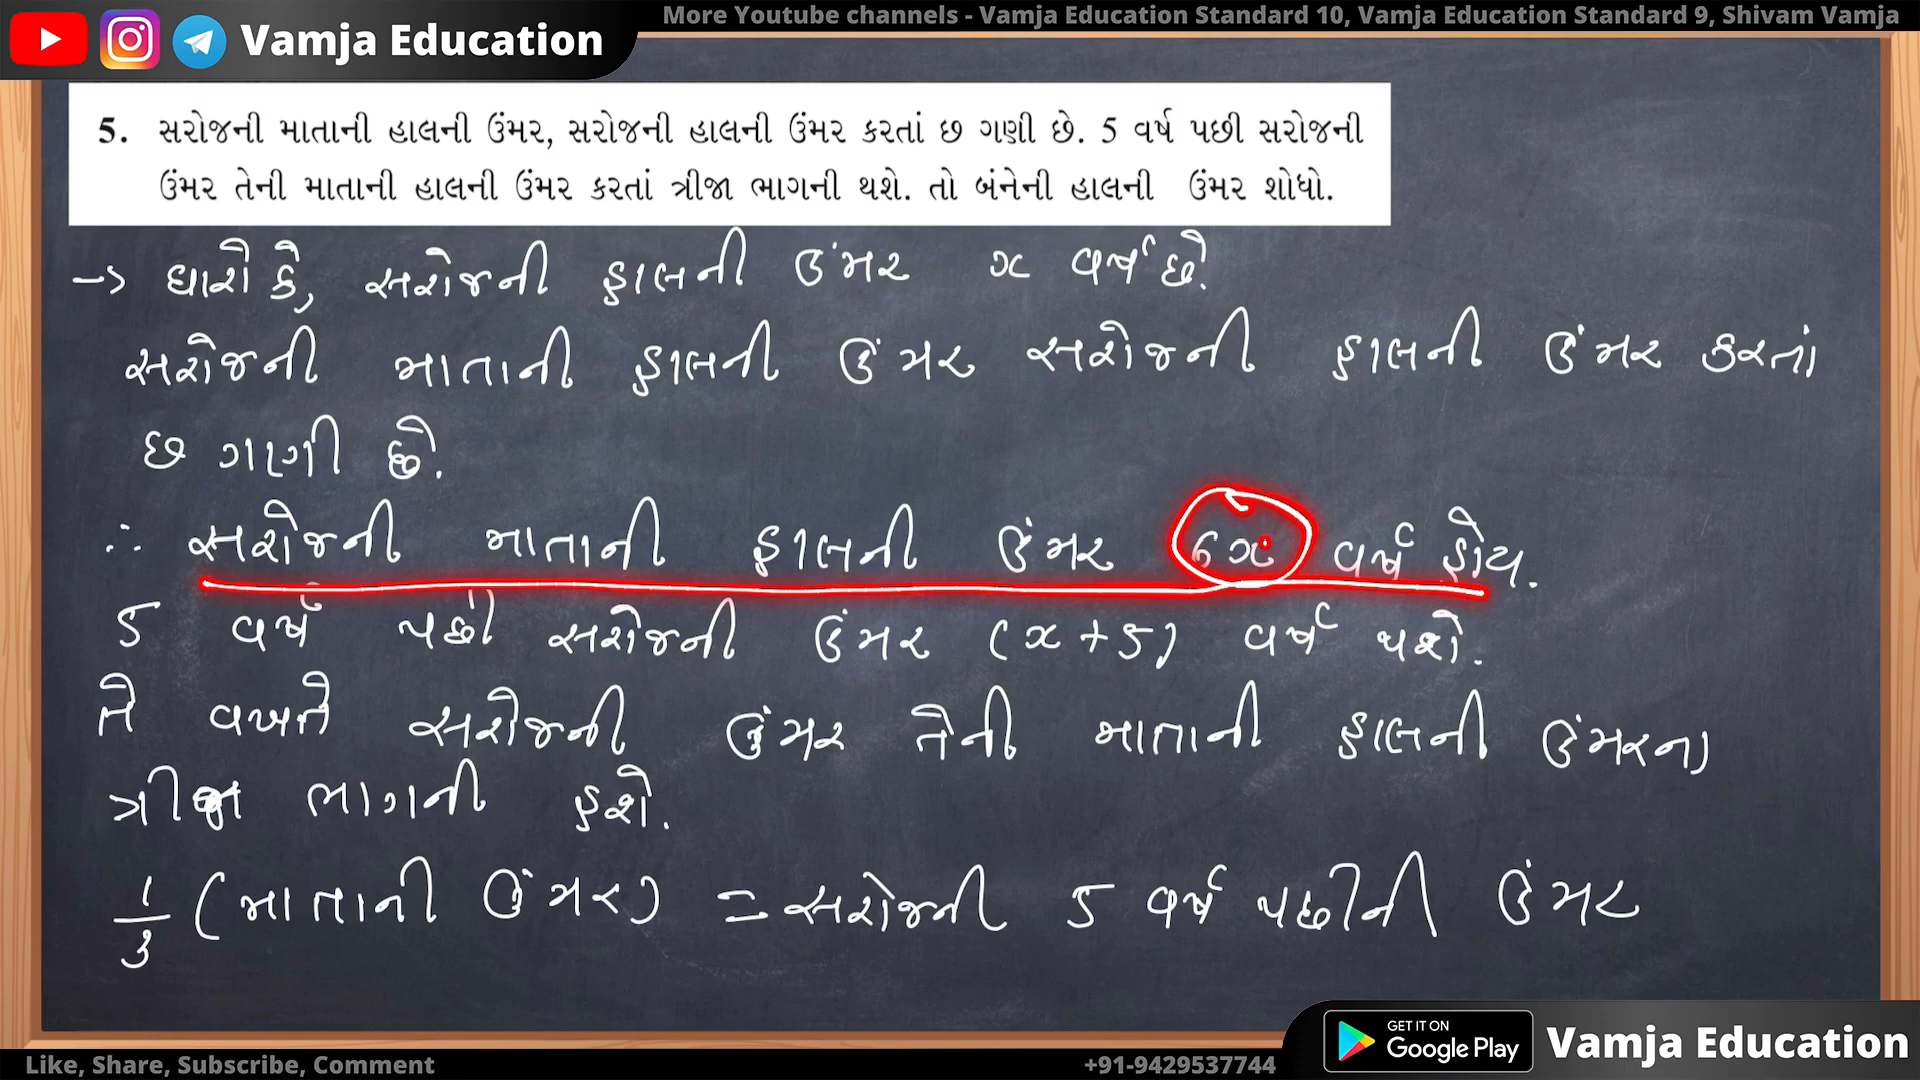 More Youtube channels - Vamja Education Standard 10, Vamja Education Standard 9, Shivam Vamja
Vamja Education
5. સરોજની માતાની હાલની ઉંમર, સરોજની હાલની ઉંમર કરતાં છ ગણી છે. 5 વર્ષ પછી સરોજની
ઉંમર તેની માતાની હાલની ઉંમર કરતાં ત્રીજા ભાગની થશે. તો બંનેની હાલની ઉંમર શોધો.
→ ધારો કે, સરોજની હાલની ઉંમર x વર્ષ છે.
સરોજની માતાની હાલની ઉંમર સરોજની હાલની ઉંમર કરતાં
છ ગણી છે.
∴ સરોજની માતાની હાલની ઉંમર 6x વર્ષ હોય.
5 વર્ષ પછી સરોજની ઉંમર (x+5) વર્ષ થશે.
તે વખતે સરોજની ઉંમર તેની માતાની હાલની ઉંમરના
ત્રીજા ભાગની હશે.
1/3 (માતાની ઉંમર) = સરોજની 5 વર્ષ પછીની ઉંમર
GET IT ON
Google Play
Vamja Education
Like, Share, Subscribe, Comment
+91-9429537744